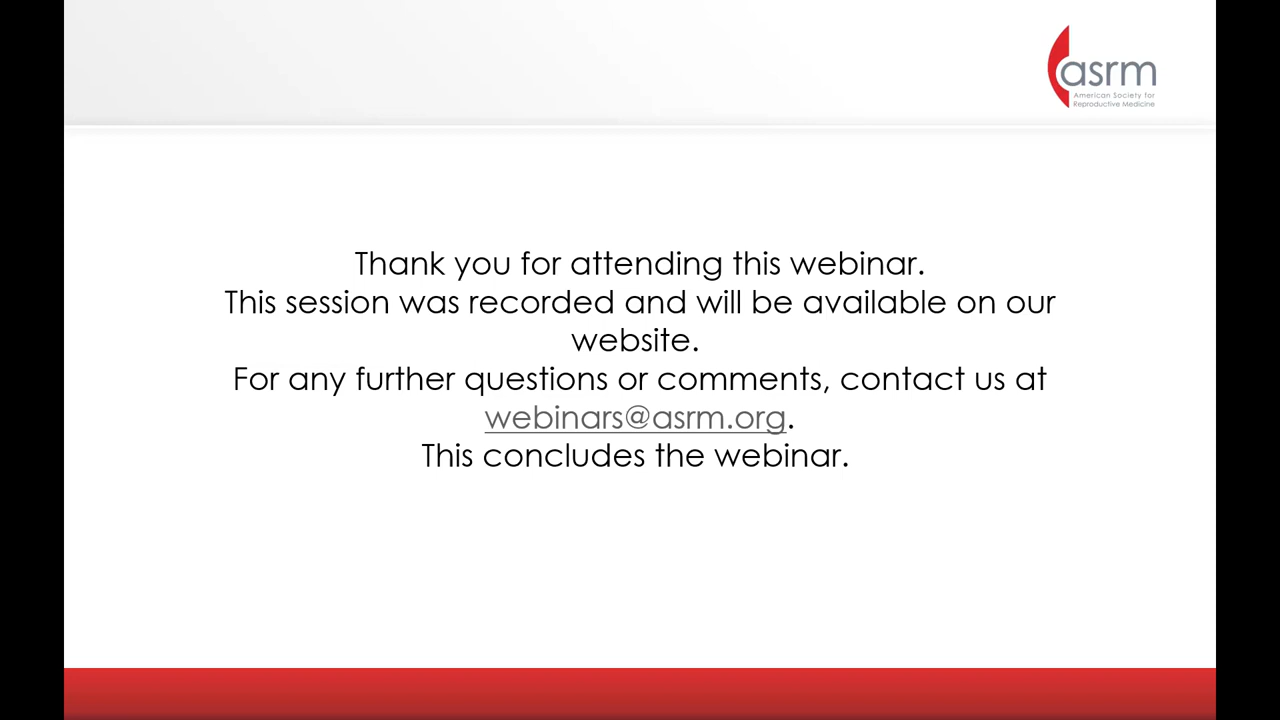 asrm
American Society for
Reproductive Medicine
Thank you for attending this webinar.
This session was recorded and will be available on our
website.
For any further questions or comments, contact us at
webinars@asrm.org.
This concludes the webinar.